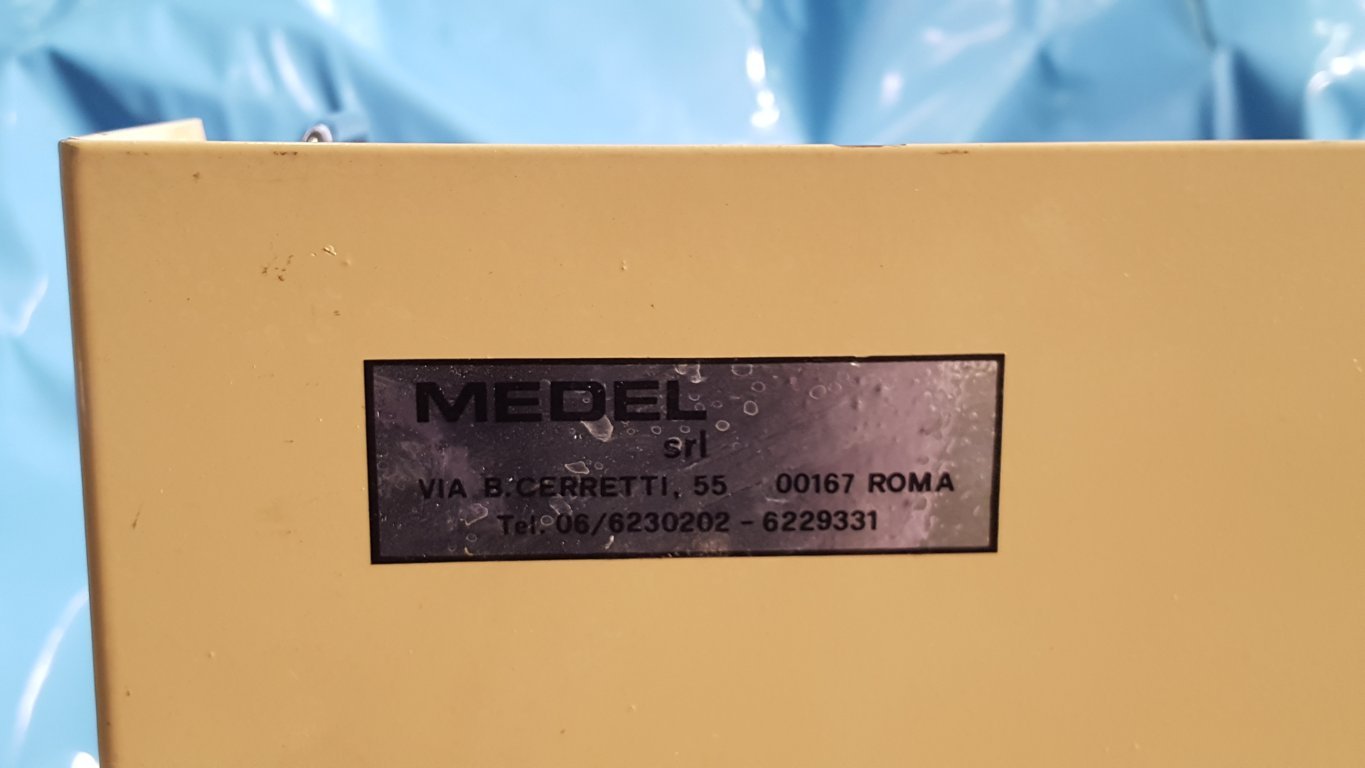 MEDEL
srl
VIA B. CERRETTI, 55 00167 ROMA
Tel. 06/6230202 - 6229331